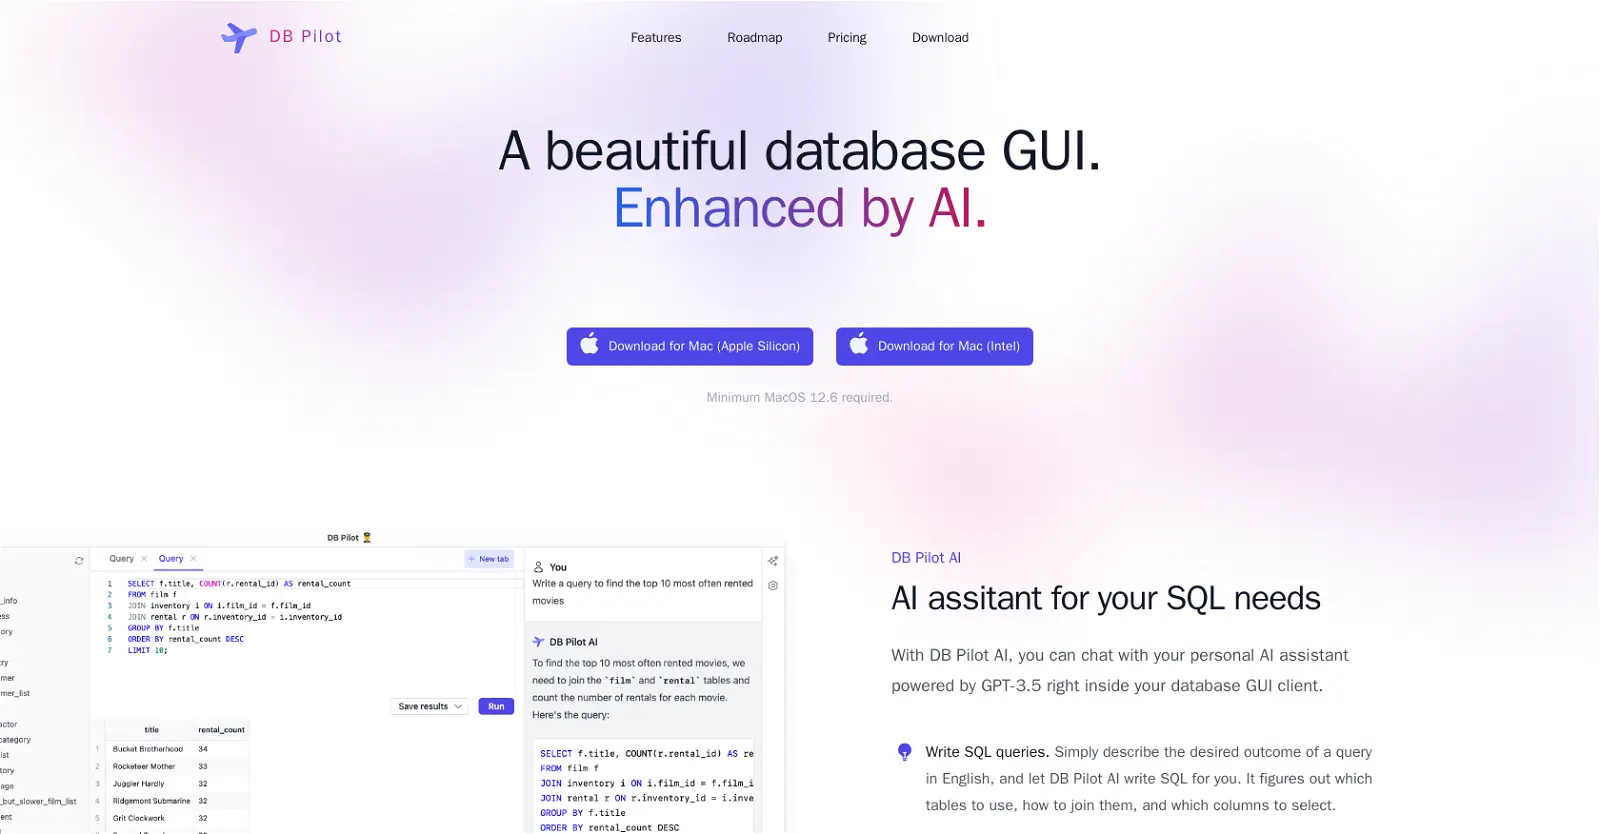 DB Pilot
Features
Roadmap
Pricing
Download
A beautiful database GUI.
Enhanced by AI.
Download for Mac (Apple Silicon)
Download for Mac (Intel)
Minimum MacOS 12.6 required.
DB Pilot
Query
Query
+ New tab
1 SELECT f.title, COUNT(r.rental_id) AS rental_count
2 FROM film f
3 JOIN inventory i ON i.film_id = f.film_id
4 JOIN rental r ON r.inventory_id = i.inventory_id
5 GROUP BY f.title
6 ORDER BY rental_count DESC
7 LIMIT 10;
Save results
Run
_info
ess
ory
ry
mer
mer_list
actor
category
ist
tory
age
_but_slower_film_list
ent
title rental_count
1 Bucket Brotherhood 34
2 Rocketeer Mother 33
3 Juggler Hardly 32
4 Ridgemont Submarine 32
5 Grit Clockwork 32
You
Write a query to find the top 10 most often rented
movies
DB Pilot AI
To find the top 10 most often rented movies, we
need to join the `film` and `rental` tables and
count the number of rentals for each movie.
Here's the query:
SELECT f.title, COUNT(r.rental_id) AS re
FROM film f
JOIN inventory i ON i.film_id = f.film_i
JOIN rental r ON r.inventory_id = i.inve
GROUP BY f.title
ORDER BY rental_count DESC
DB Pilot AI
AI assitant for your SQL needs
With DB Pilot AI, you can chat with your personal AI assistant
powered by GPT-3.5 right inside your database GUI client.
Write SQL queries. Simply describe the desired outcome of a query
in English, and let DB Pilot AI write SQL for you. It figures out which
tables to use, how to join them, and which columns to select.